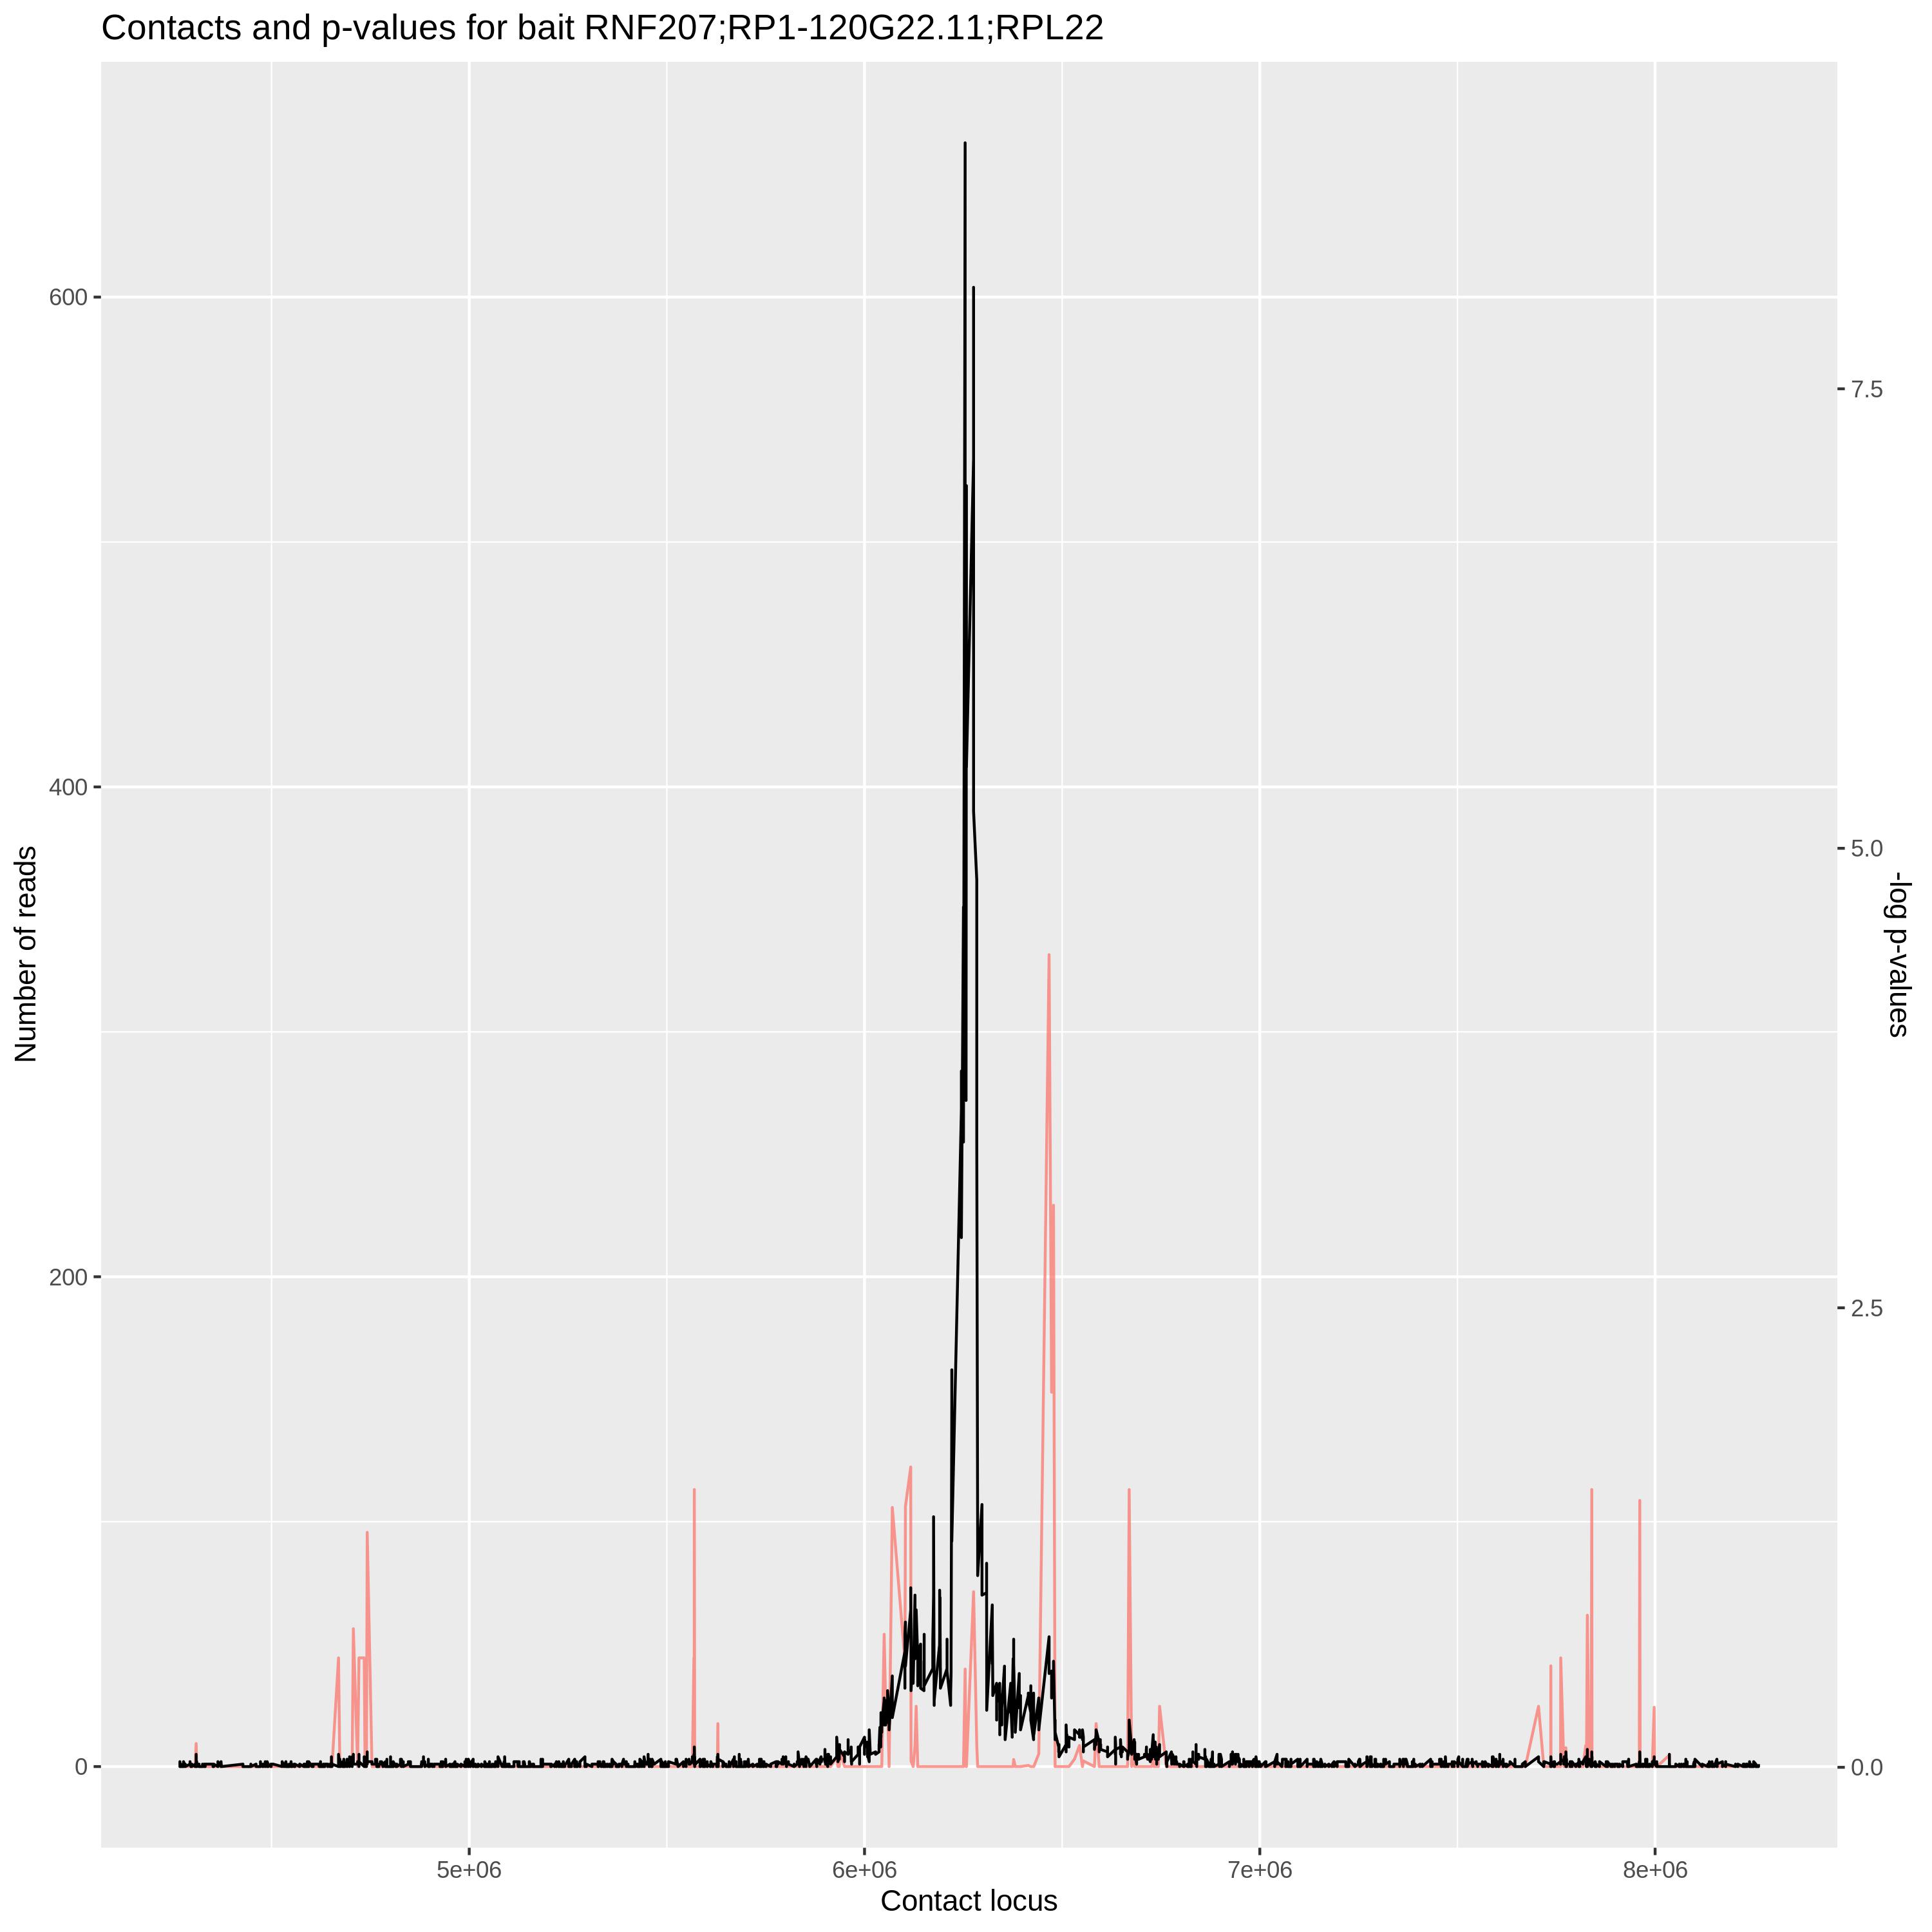 Contacts and p-values for bait RNF207;RP1-120G22.11;RPL22
600
400
200
0
Number of reads
7.5
5.0
2.5
0.0
-log p-values
5e+06
6e+06
7e+06
8e+06
Contact locus